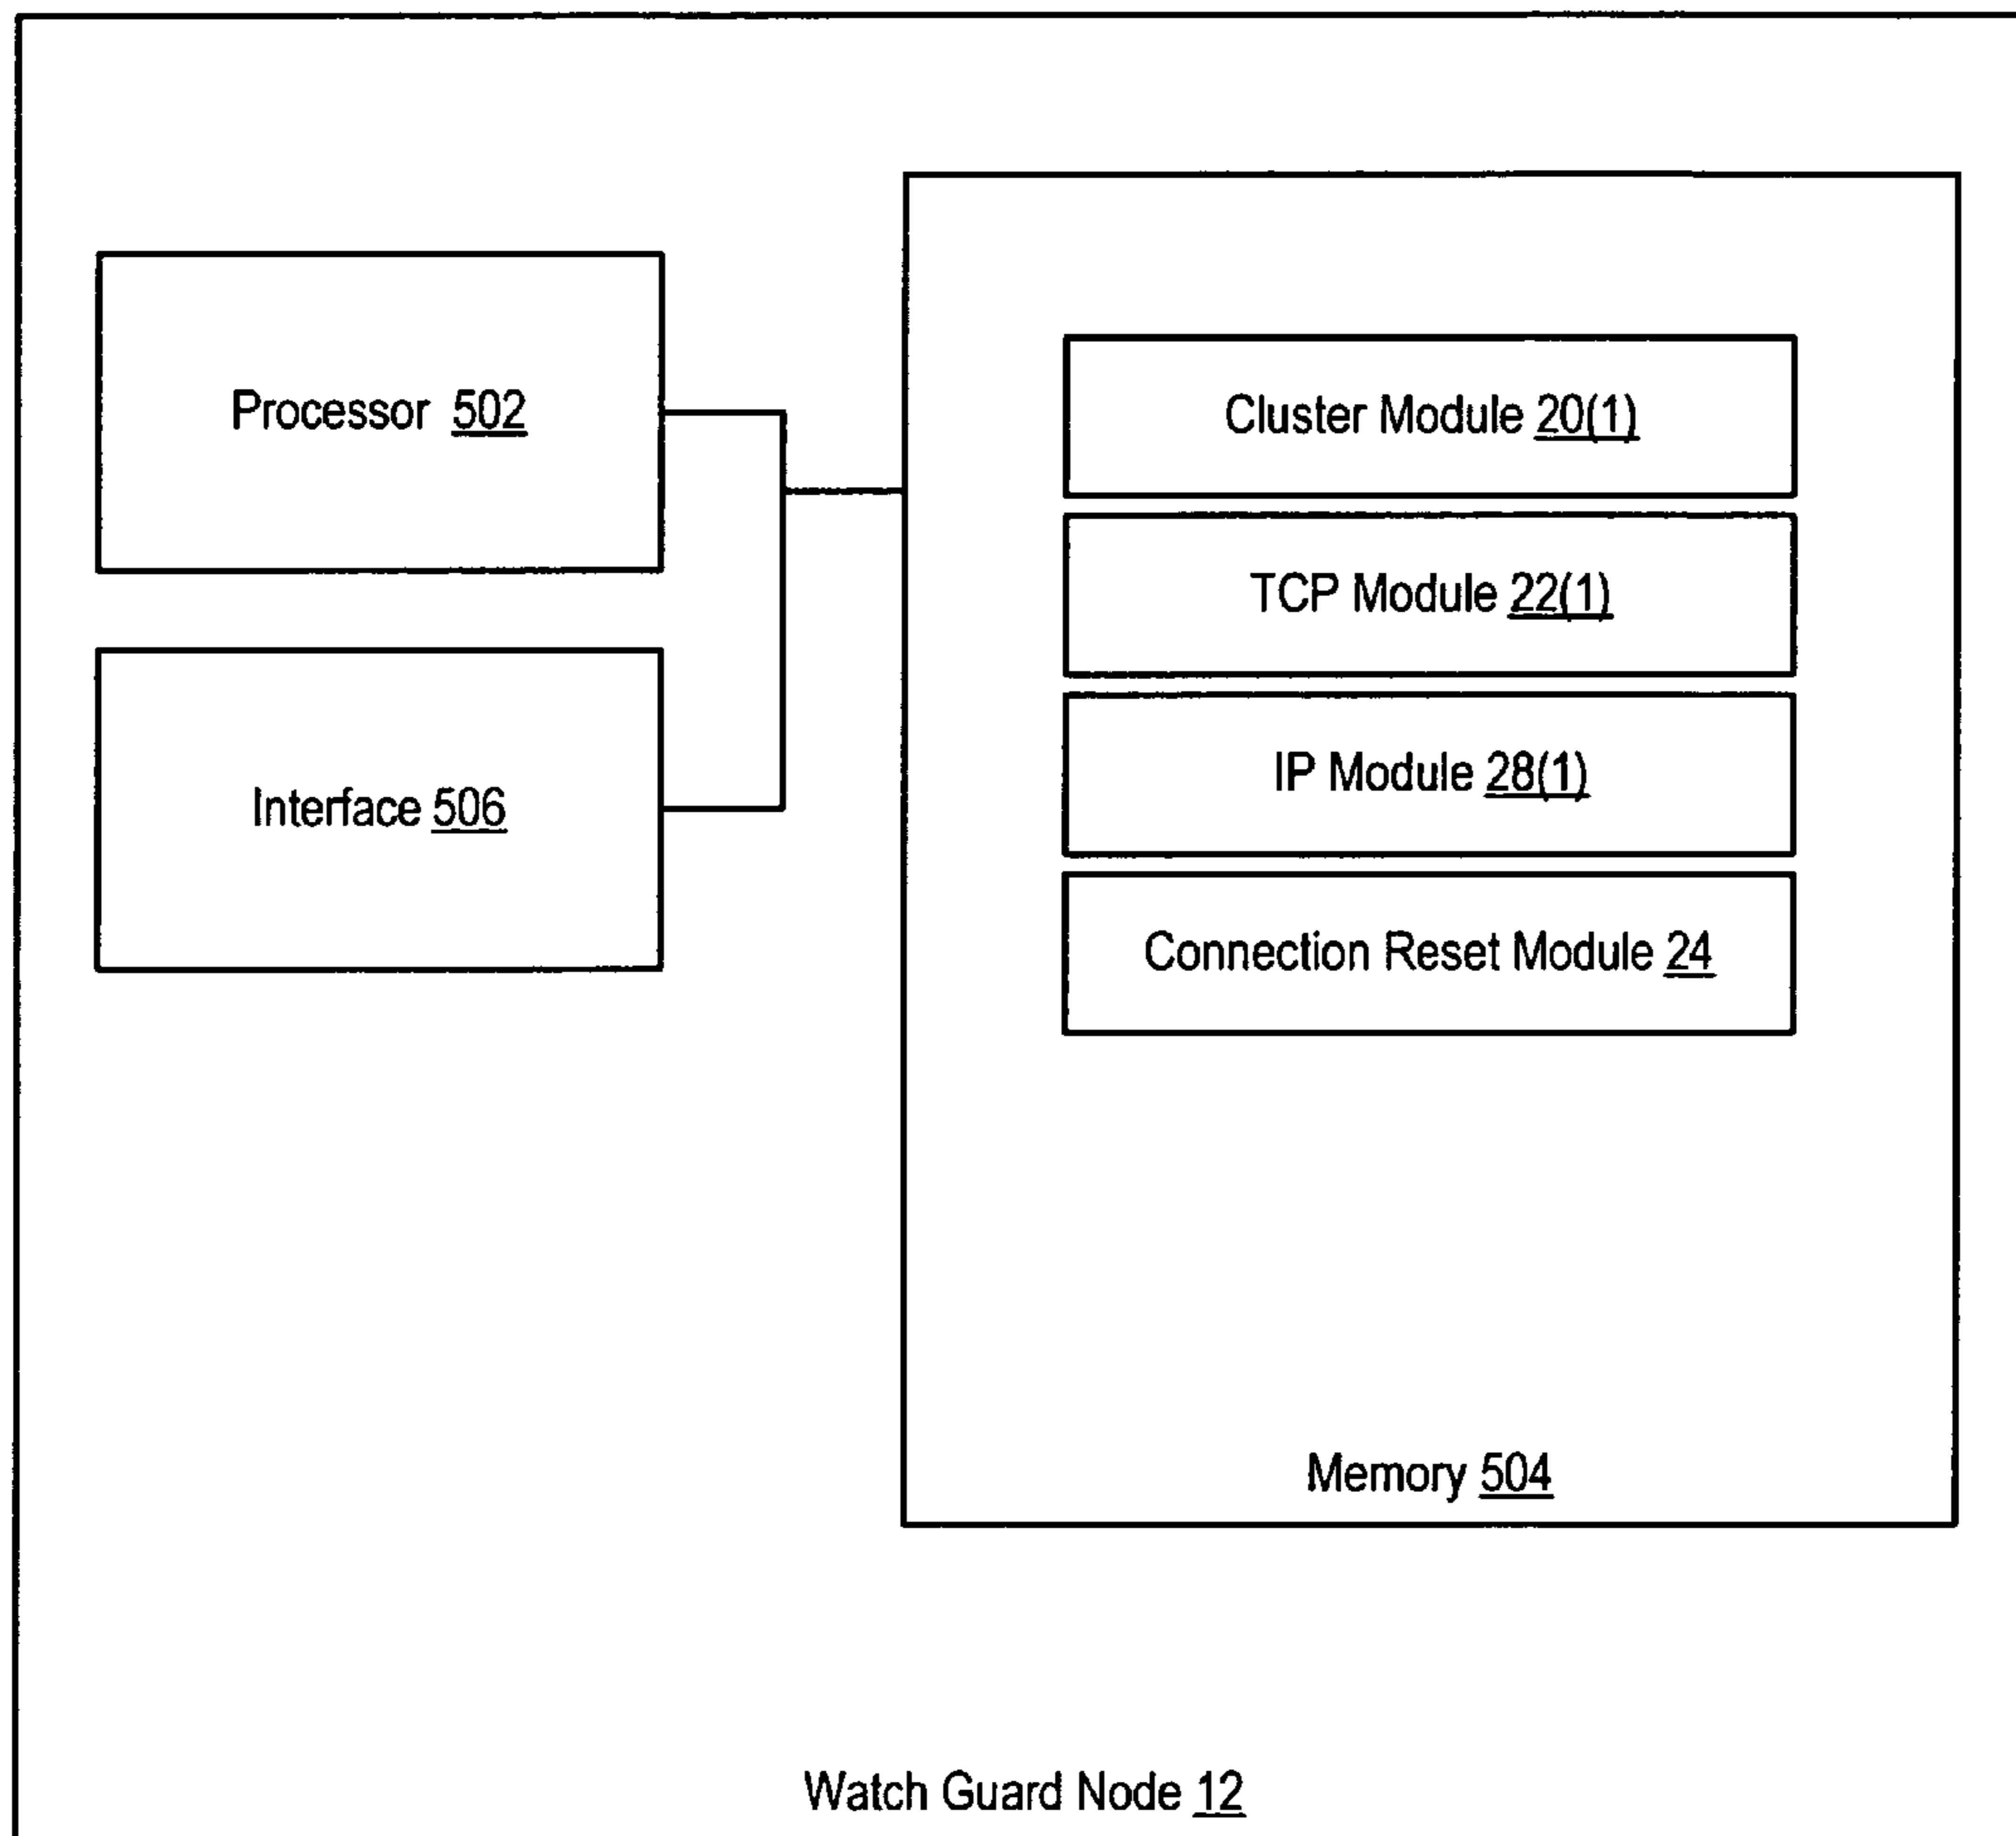 Processor 502
Interface 506
Cluster Module 20(1)
TCP Module 22(1)
IP Module 28(1)
Connection Reset Module 24
Memory 504
Watch Guard Node 12